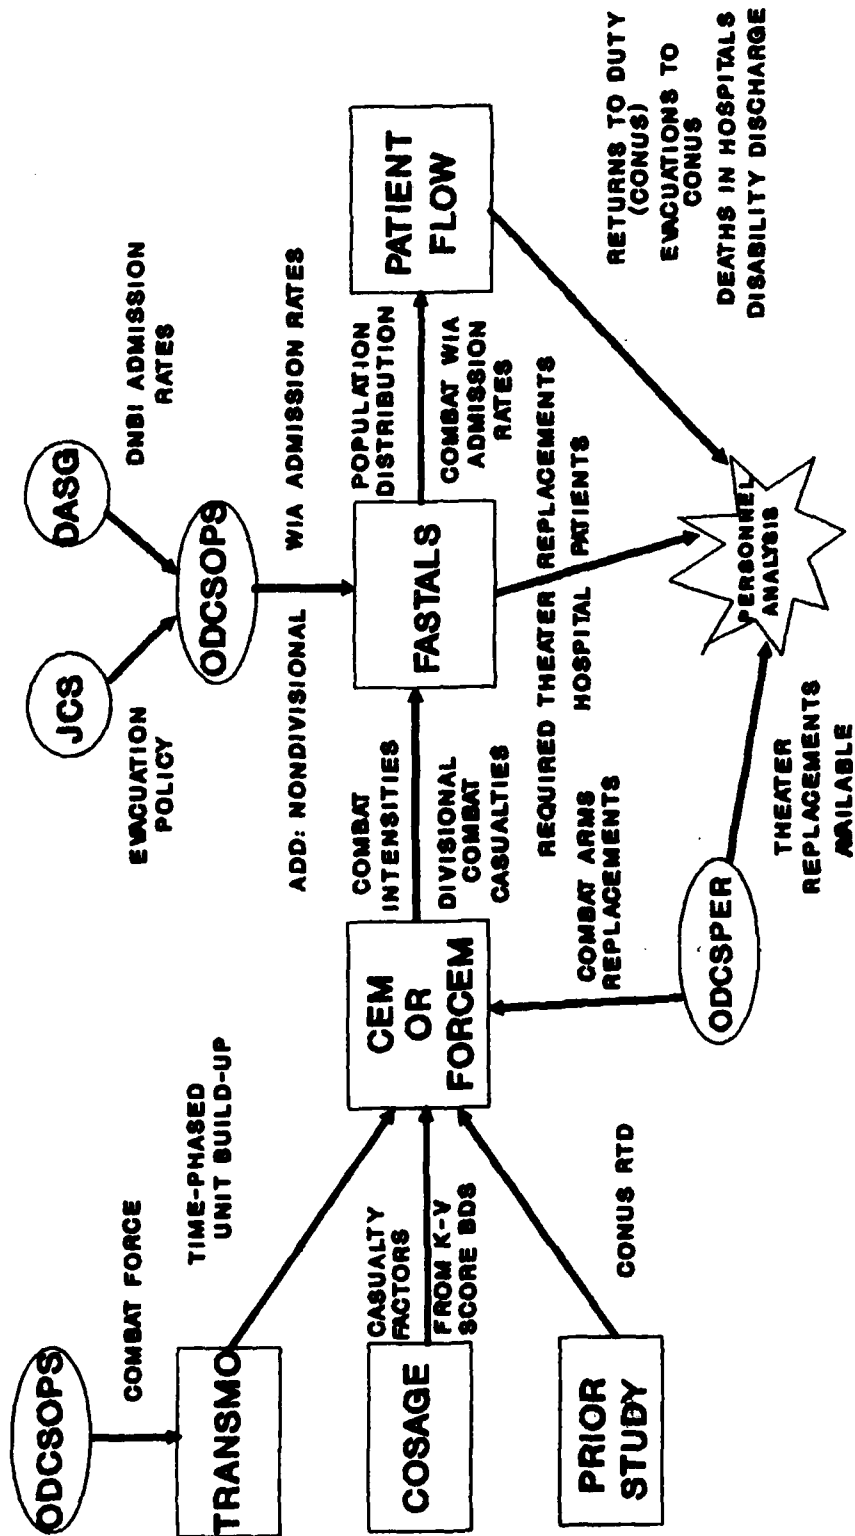 ODCSOPS
COMBAT FORCE
TRANSMO
TIME-PHASED
UNIT BUILD-UP
COSAGE
CASUALTY
FACTORS
FROM K-V
SCORE BDS
PRIOR
STUDY
CONUS RTD
CEM
OR
FORCEM
COMBAT
INTENSITIES
DIVISIONAL
COMBAT
CASUALTIES
COMBAT ARMS
REPLACEMENTS
ODCSPER
THEATER
REPLACEMENTS
AVAILABLE
JCS
EVACUATION
POLICY
DASG
DNBI ADMISSION
RATES
ODCSOPS
ADD: NONDIVISIONAL WIA ADMISSION RATES
FASTALS
POPULATION
DISTRIBUTION
COMBAT WIA
ADMISSION
RATES
REQUIRED THEATER REPLACEMENTS
HOSPITAL PATIENTS
PATIENT
FLOW
RETURNS TO DUTY
(CONUS)
EVACUATIONS TO
CONUS
DEATHS IN HOSPITALS
DISABILITY DISCHARGE
PERSONNEL
ANALYSIS